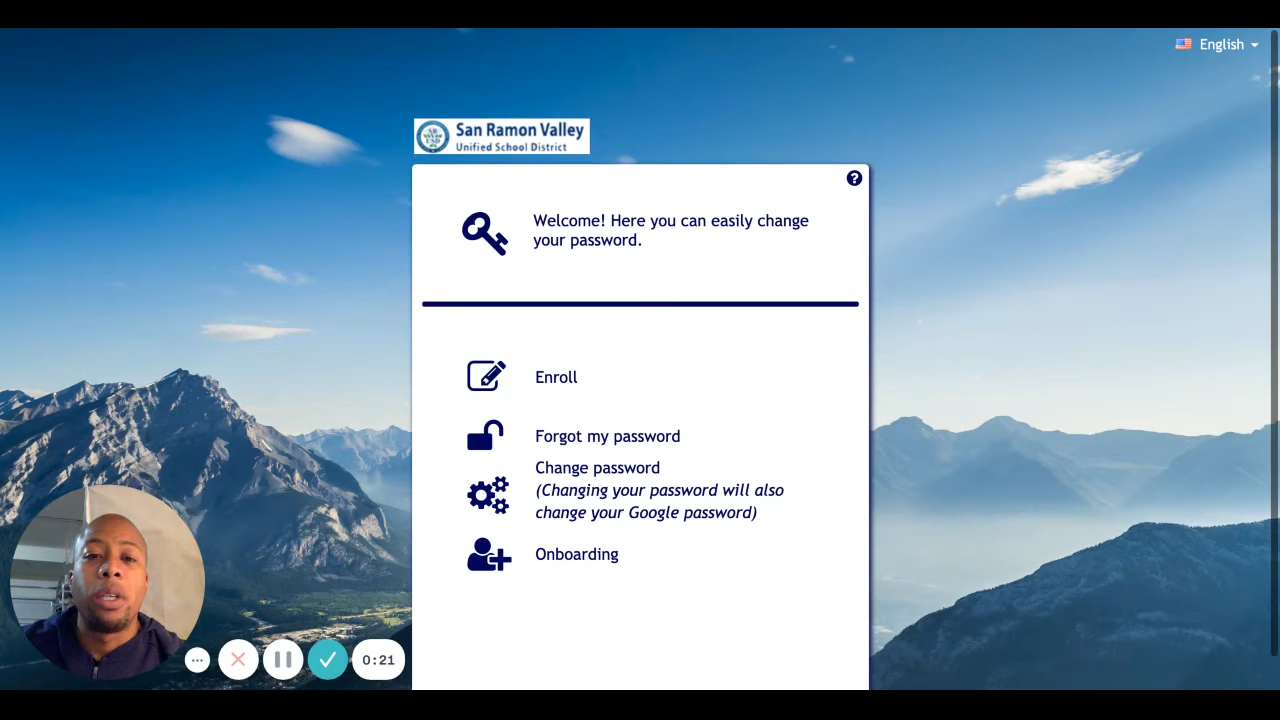 English
San Ramon Valley
Unified School District
Welcome! Here you can easily change
your password.
Enroll
Forgot my password
Change password
(Changing your password will also
change your Google password)
Onboarding
0:21